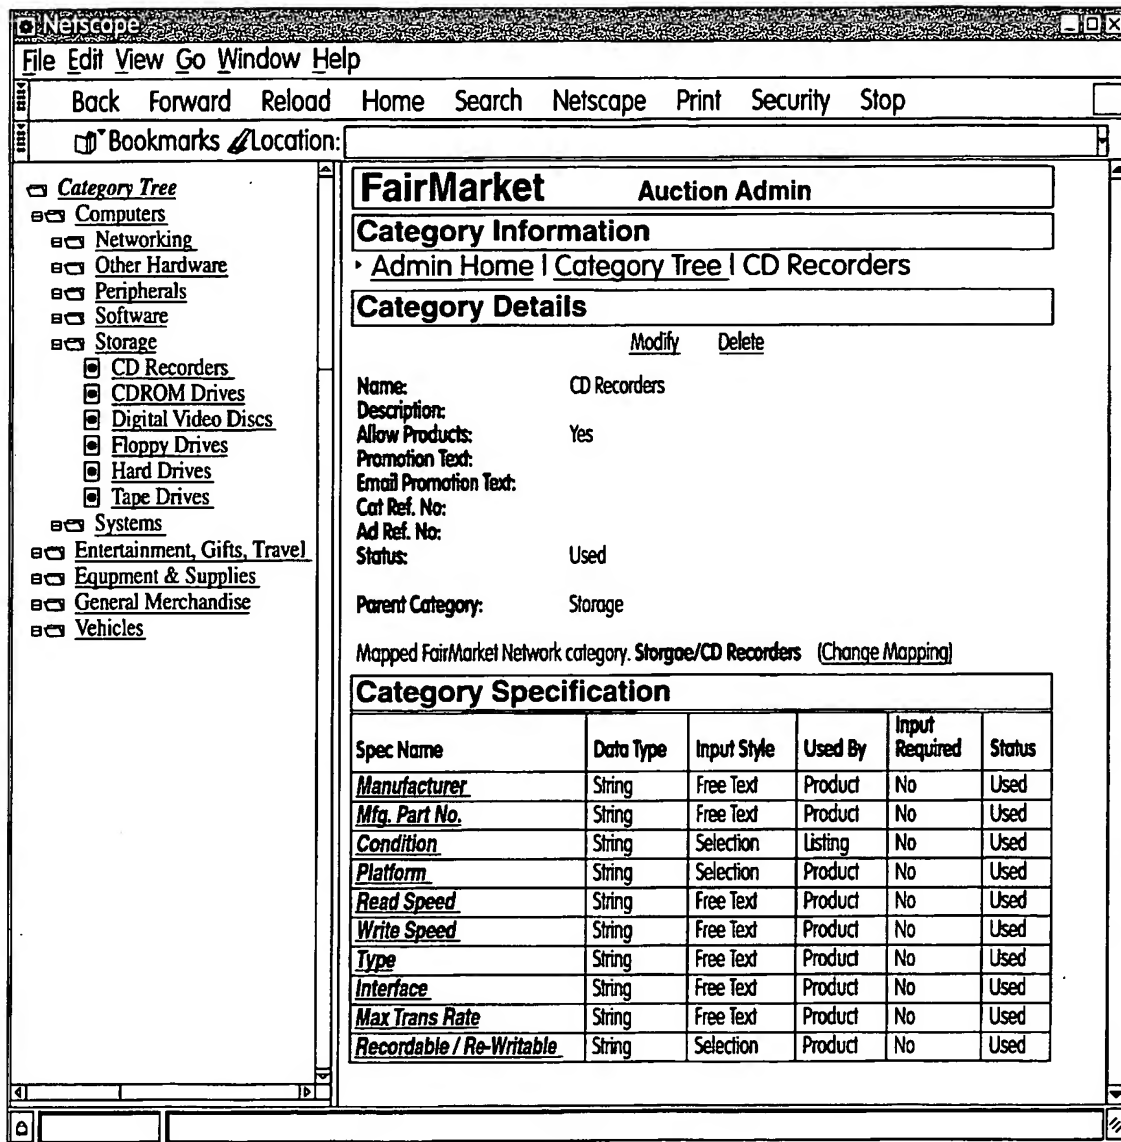 Netscape
File Edit View Go Window Help
Back Forward Reload Home Search Netscape Print Security Stop
Bookmarks Location:
Category Tree
Computers
Networking
Other Hardware
Peripherals
Software
Storage
CD Recorders
CDROM Drives
Digital Video Discs
Floppy Drives
Hard Drives
Tape Drives
Systems
Entertainment, Gifts, Travel
Equpment & Supplies
General Merchandise
Vehicles
FairMarket Auction Admin
Category Information
Admin Home | Category Tree | CD Recorders
Category Details
Modify Delete
Name: CD Recorders
Description:
Allow Products: Yes
Promotion Text:
Email Promotion Text:
Cat Ref. No:
Ad Ref. No:
Status: Used
Parent Category: Storage
Mapped FairMarket Network category. Storgoe/CD Recorders (Change Mapping)
Category Specification
Spec Name Data Type Input Style Used By Input Required Status
Manufacturer String Free Text Product No Used
Mfg. Part No. String Free Text Product No Used
Condition String Selection Listing No Used
Platform String Selection Product No Used
Read Speed String Free Text Product No Used
Write Speed String Free Text Product No Used
Type String Free Text Product No Used
Interface String Free Text Product No Used
Max Trans Rate String Free Text Product No Used
Recordable / Re-Writable String Selection Product No Used